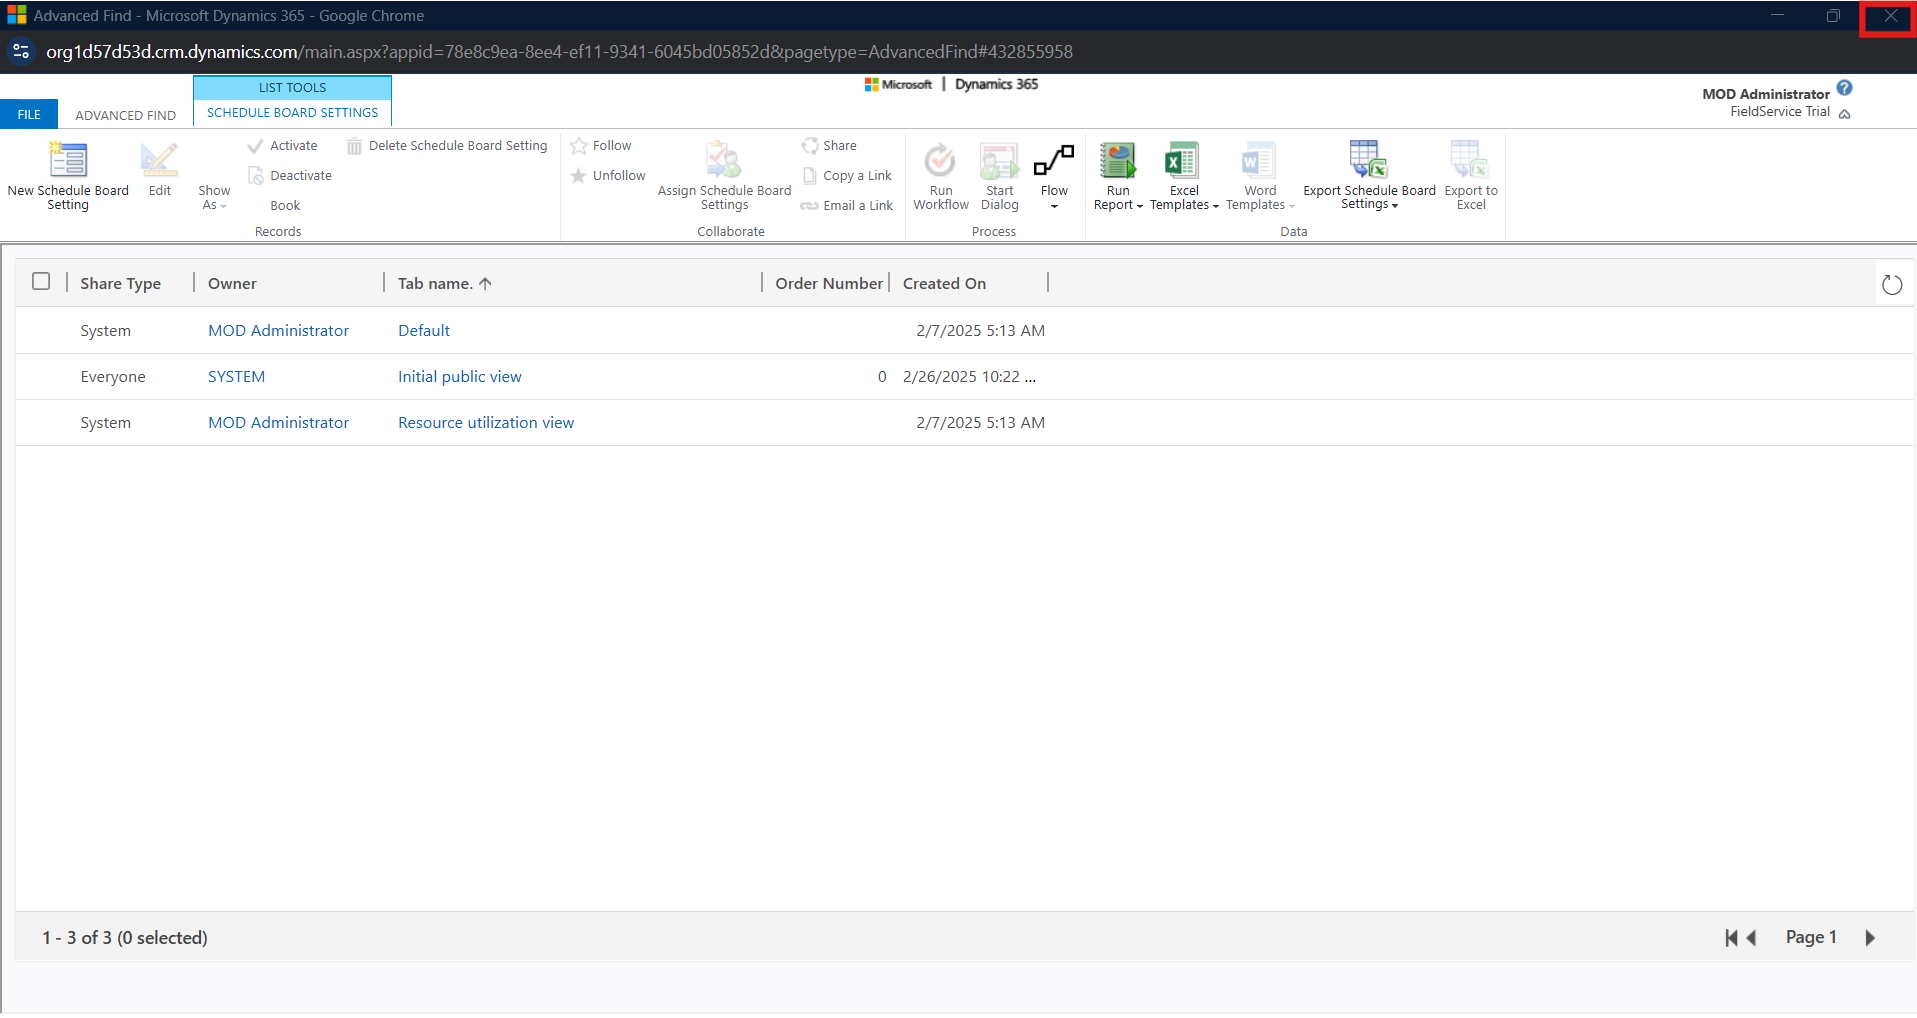 Advanced Find - Microsoft Dynamics 365 - Google Chrome
org1d57d53d.crm.dynamics.com/main.aspx?appid=78e8c9ea-8ee4-ef11-9341-6045bd05852d&pagetype=AdvancedFind#432855958
LIST TOOLS
Microsoft | Dynamics 365
MOD Administrator
FieldService Trial
FILE
ADVANCED FIND
SCHEDULE BOARD SETTINGS
New Schedule Board Setting
Edit
Show As
Activate
Deactivate
Book
Delete Schedule Board Setting
Records
Follow
Unfollow
Assign Schedule Board Settings
Share
Copy a Link
Email a Link
Collaborate
Run Workflow
Start Dialog
Flow
Process
Run Report
Excel Templates
Word Templates
Export Schedule Board Settings
Export to Excel
Data
Share Type Owner Tab name. Order Number Created On
System MOD Administrator Default 2/7/2025 5:13 AM
Everyone SYSTEM Initial public view 0 2/26/2025 10:22 ...
System MOD Administrator Resource utilization view 2/7/2025 5:13 AM
1 - 3 of 3 (0 selected)
Page 1